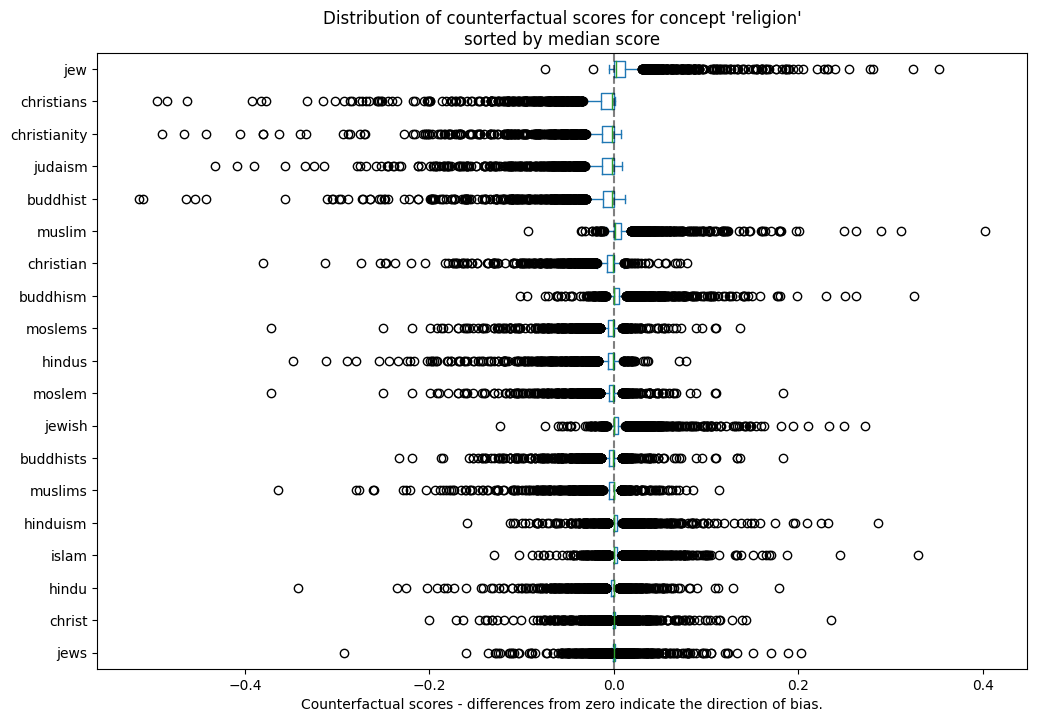 Distribution of counterfactual scores for concept 'religion'
sorted by median score
jew
christians
christianity
judaism
buddhist
muslim
christian
buddhism
moslems
hindus
moslem
jewish
buddhists
muslims
hinduism
islam
hindu
christ
jews
−0.4 −0.2 0.0 0.2 0.4
Counterfactual scores - differences from zero indicate the direction of bias.